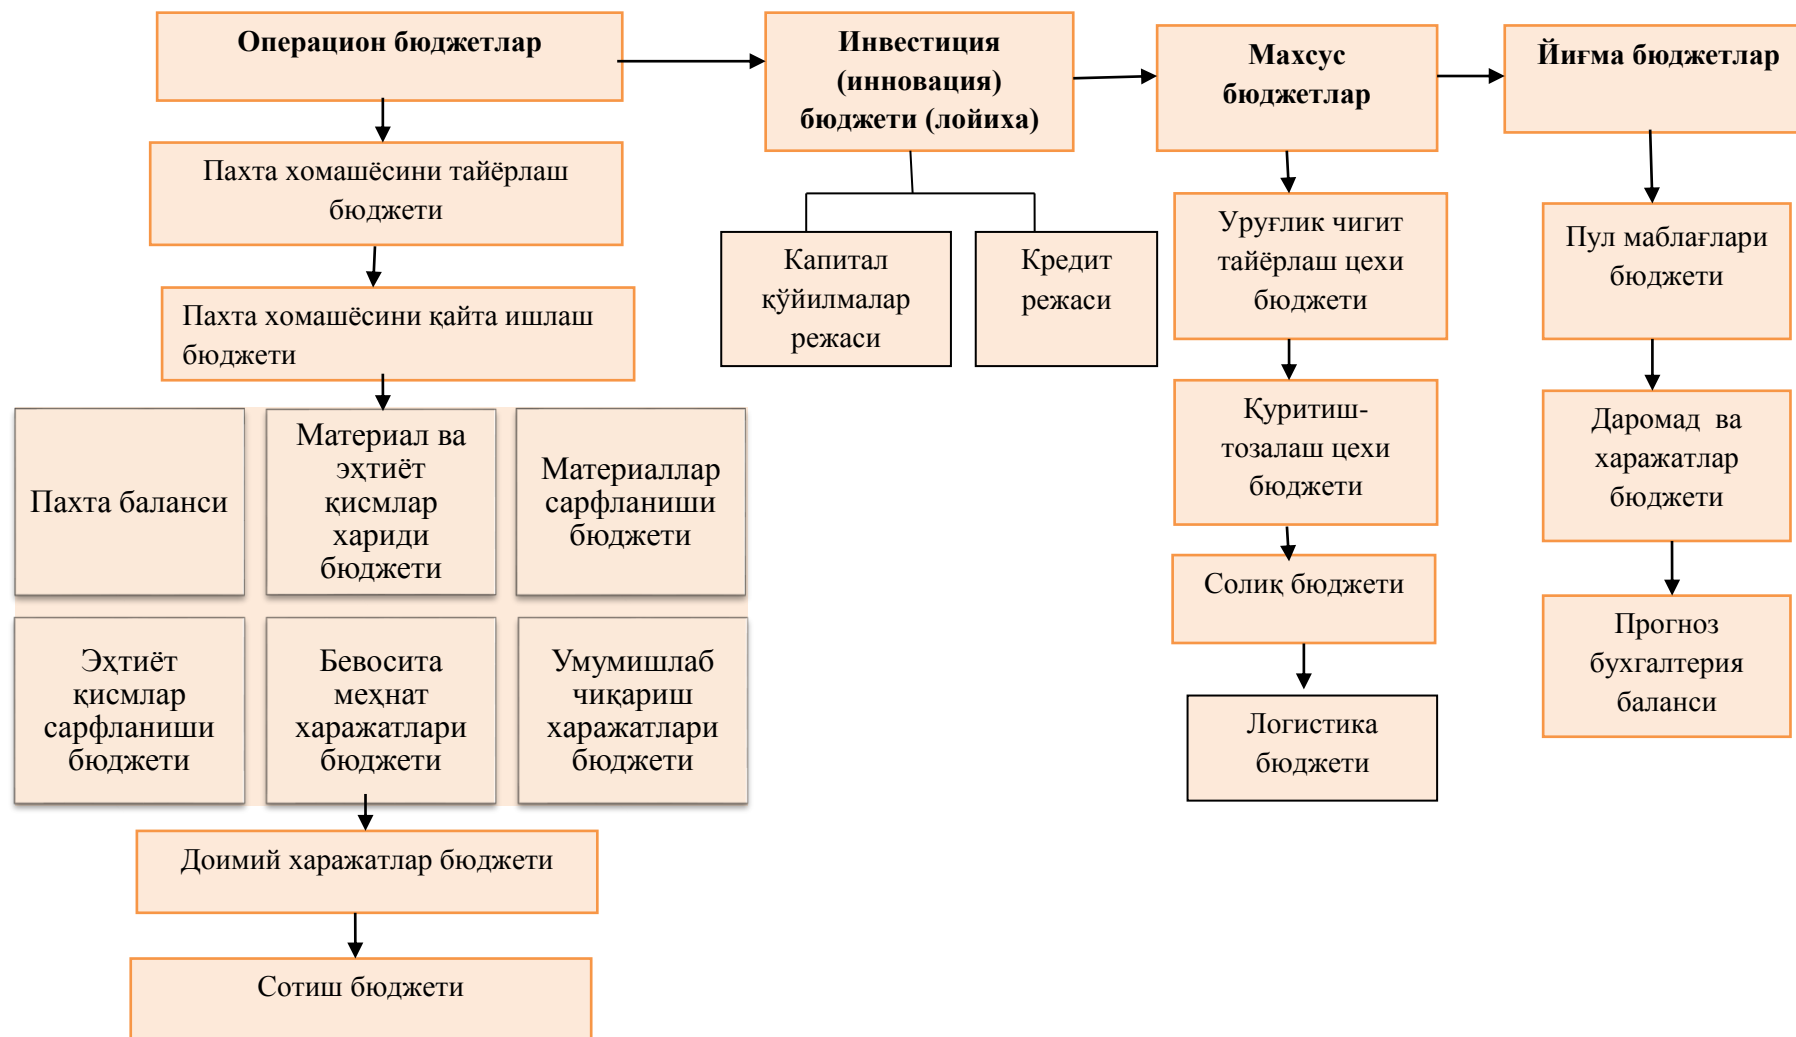 Операцион бюджетлар
Инвестиция
(инновация)
бюджети (лойиха)
Махсус
бюджетлар
Йиғма бюджетлар
Пахта хомашёсини тайёрлаш
бюджети
Пахта хомашёсини қайта ишлаш
бюджети
Пахта баланси
Материал ва
эҳтиёт
қисмлар
хариди
бюджети
Материаллар
сарфланиши
бюджети
Эҳтиёт
қисмлар
сарфланиши
бюджети
Бевосита
меҳнат
харажатлари
бюджети
Умумишлаб
чиқариш
харажатлари
бюджети
Доимий харажатлар бюджети
Сотиш бюджети
Капитал
қўйилмалар
режаси
Кредит
режаси
Уруғлик чигит
тайёрлаш цехи
бюджети
Қуритиш-
тозалаш цехи
бюджети
Солиқ бюджети
Логистика
бюджети
Пул маблағлари
бюджети
Даромад ва
харажатлар
бюджети
Прогноз
бухгалтерия
баланси